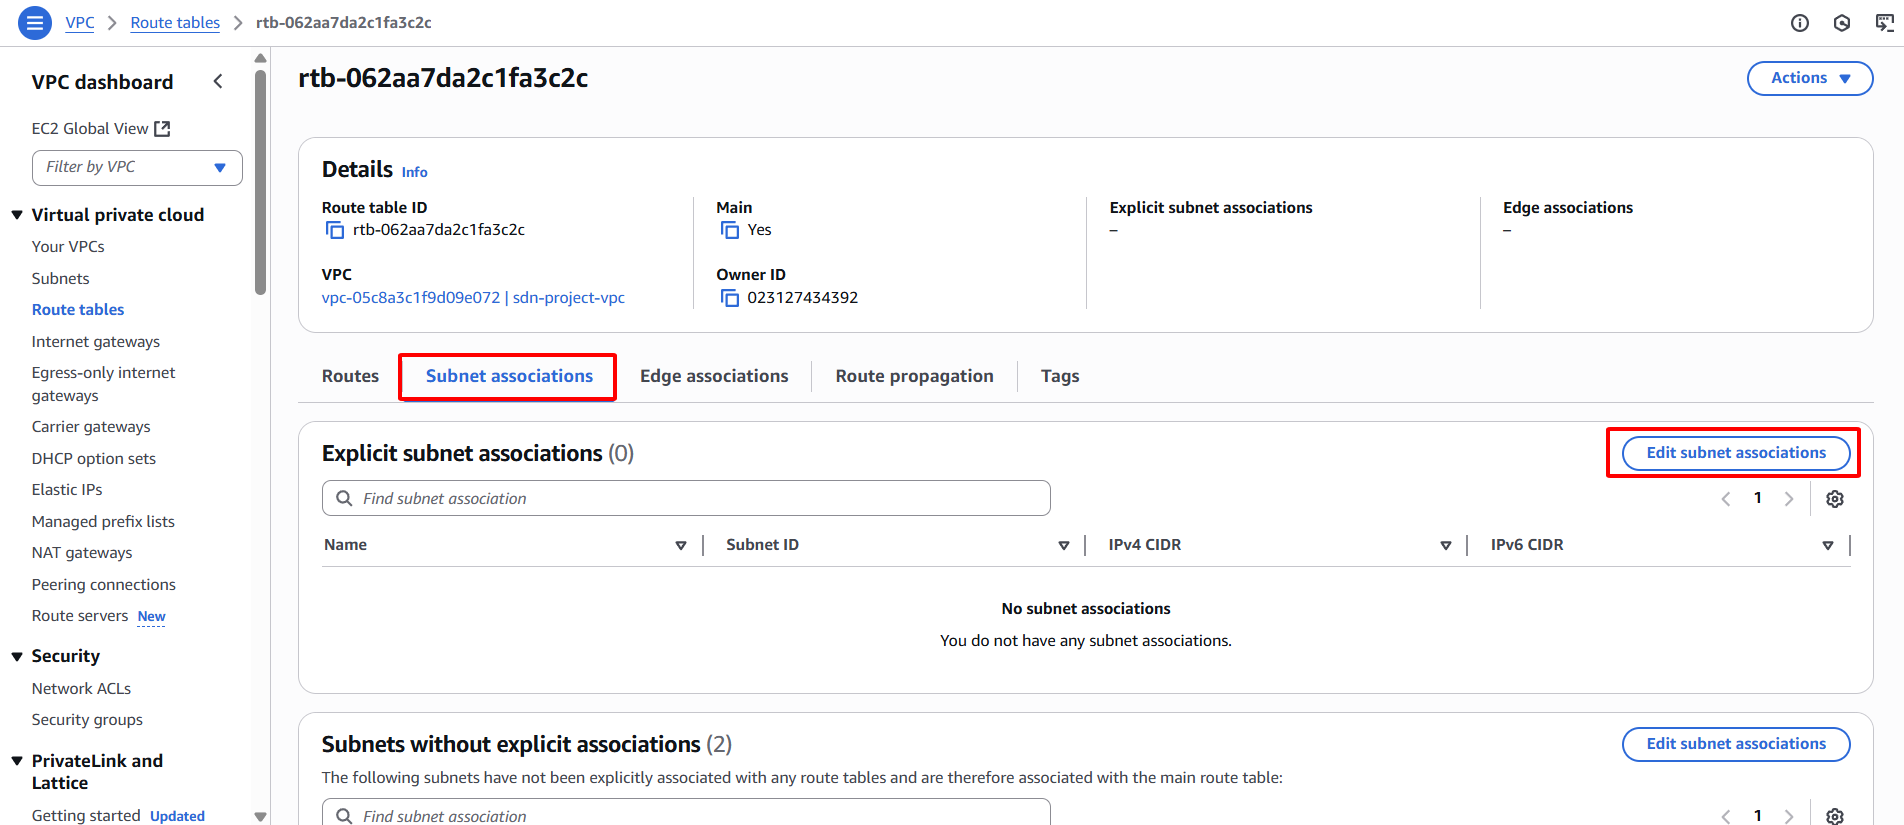 VPC > Route tables > rtb-062aa7da2c1fa3c2c
VPC dashboard
EC2 Global View
Filter by VPC
Virtual private cloud
Your VPCs
Subnets
Route tables
Internet gateways
Egress-only internet
gateways
Carrier gateways
DHCP option sets
Elastic IPs
Managed prefix lists
NAT gateways
Peering connections
Route servers New
Security
Network ACLs
Security groups
PrivateLink and
Lattice
Getting started Updated
rtb-062aa7da2c1fa3c2c
Actions
Details Info
Route table ID
rtb-062aa7da2c1fa3c2c
Main
Yes
Explicit subnet associations
–
Edge associations
–
VPC
vpc-05c8a3c1f9d09e072 | sdn-project-vpc
Owner ID
023127434392
Routes
Subnet associations
Edge associations
Route propagation
Tags
Explicit subnet associations (0)
Edit subnet associations
Find subnet association
1
Name
Subnet ID
IPv4 CIDR
IPv6 CIDR
No subnet associations
You do not have any subnet associations.
Subnets without explicit associations (2)
Edit subnet associations
The following subnets have not been explicitly associated with any route tables and are therefore associated with the main route table:
Find subnet association
1